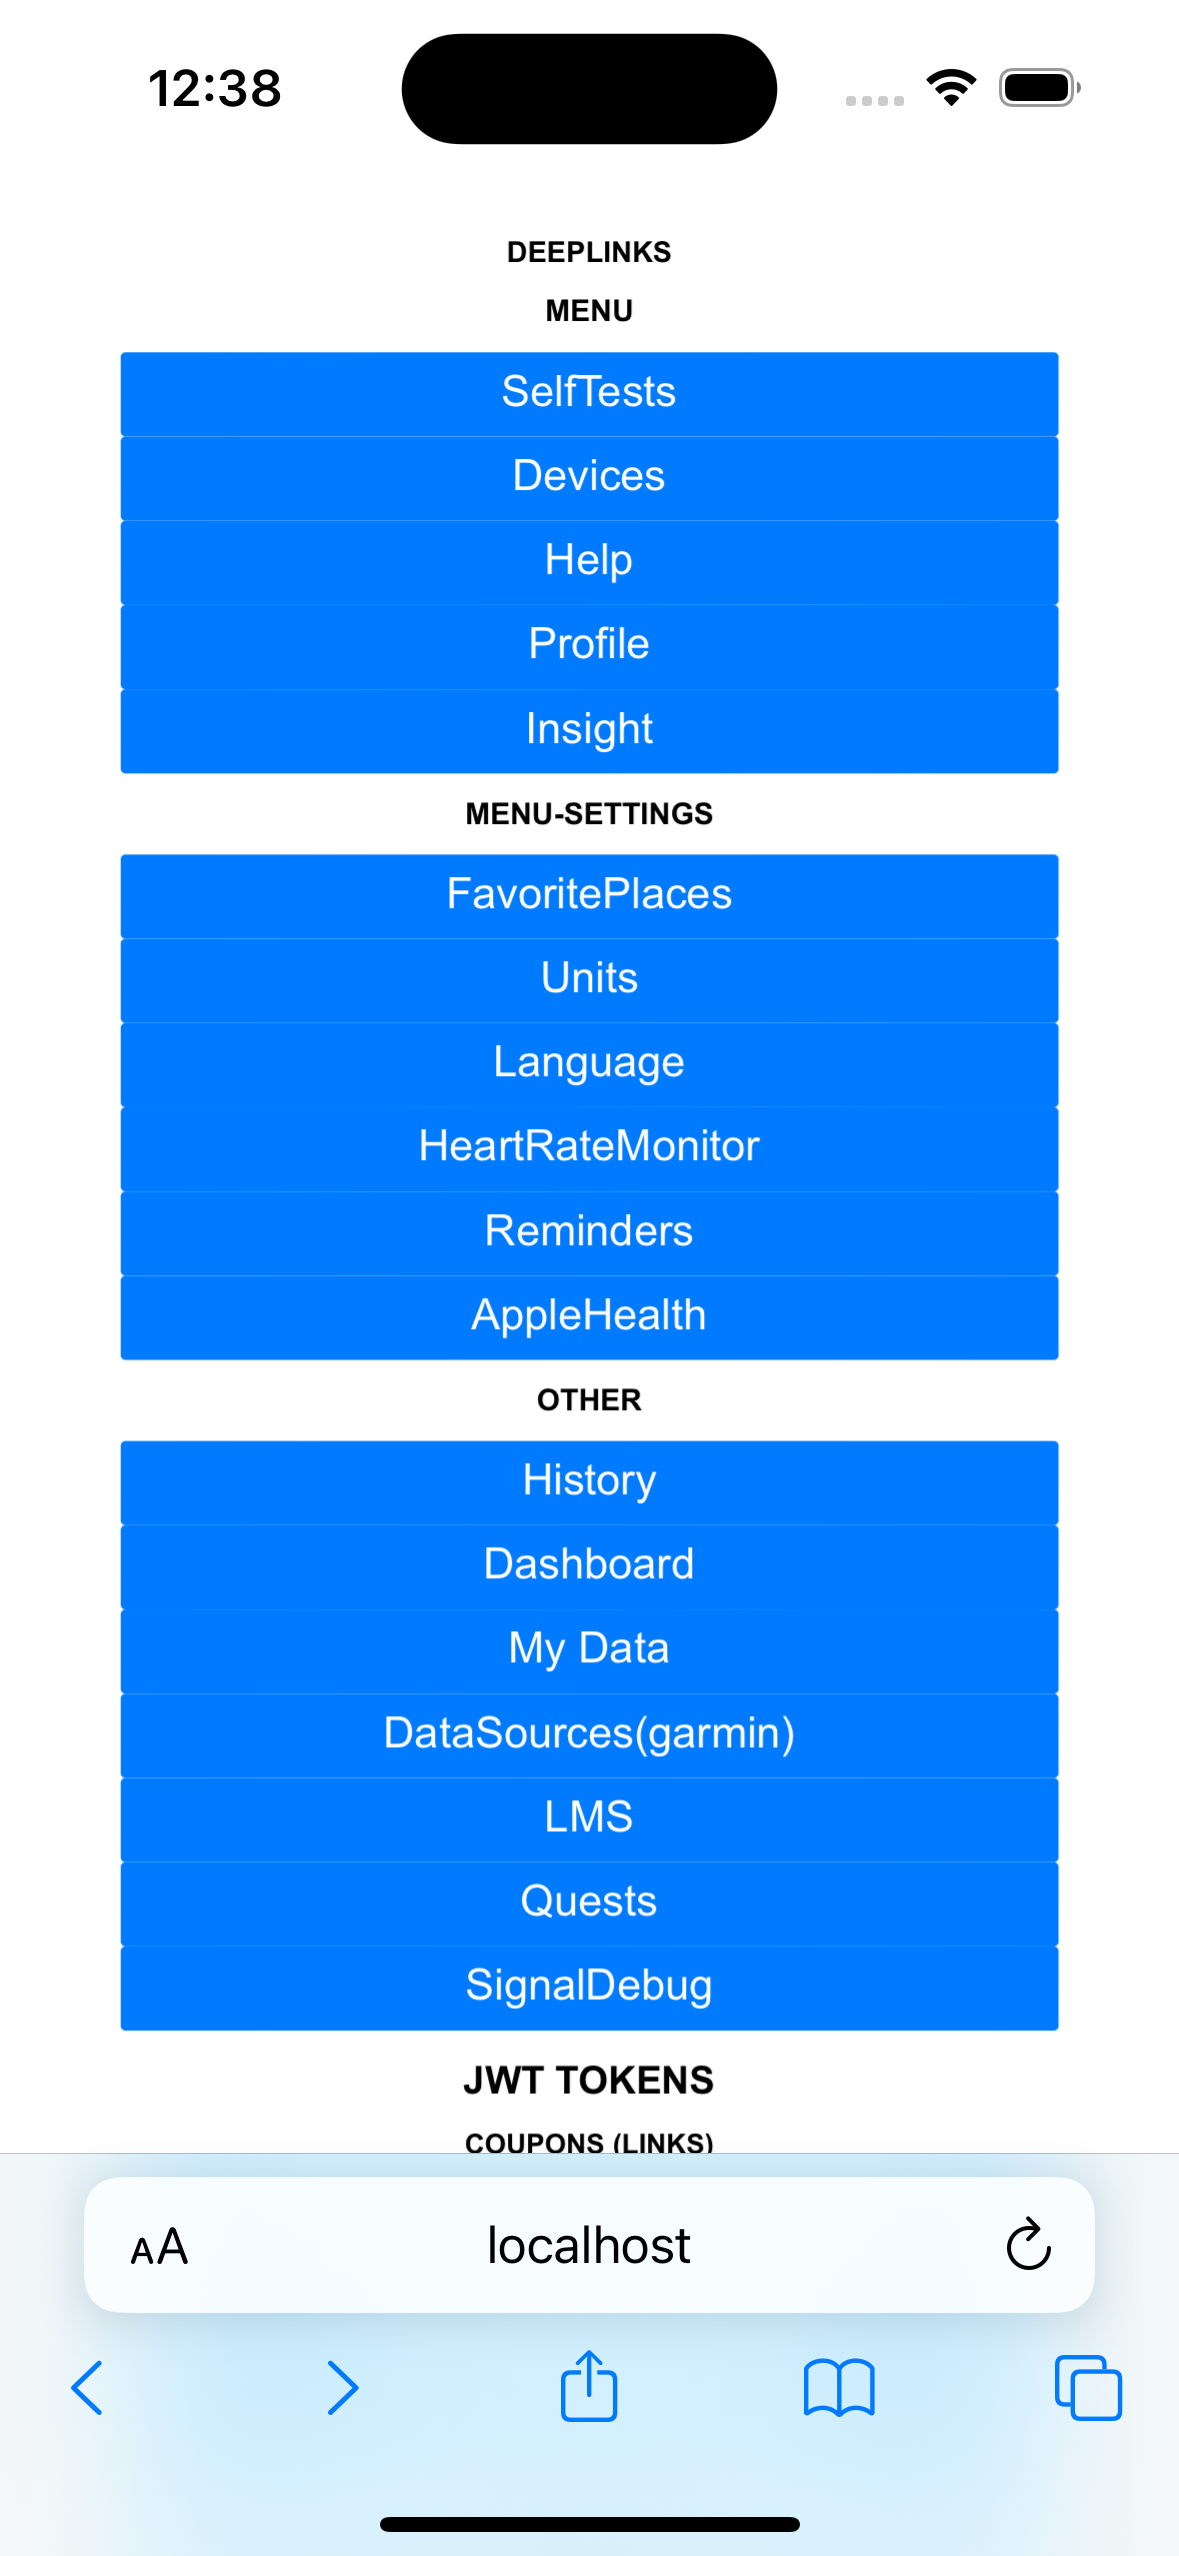 12:38
DEEPLINKS
MENU
SelfTests
Devices
Help
Profile
Insight
MENU-SETTINGS
FavoritePlaces
Units
Language
HeartRateMonitor
Reminders
AppleHealth
OTHER
History
Dashboard
My Data
DataSources(garmin)
LMS
Quests
SignalDebug
JWT TOKENS
COUPONS (LINKS)
AA
localhost